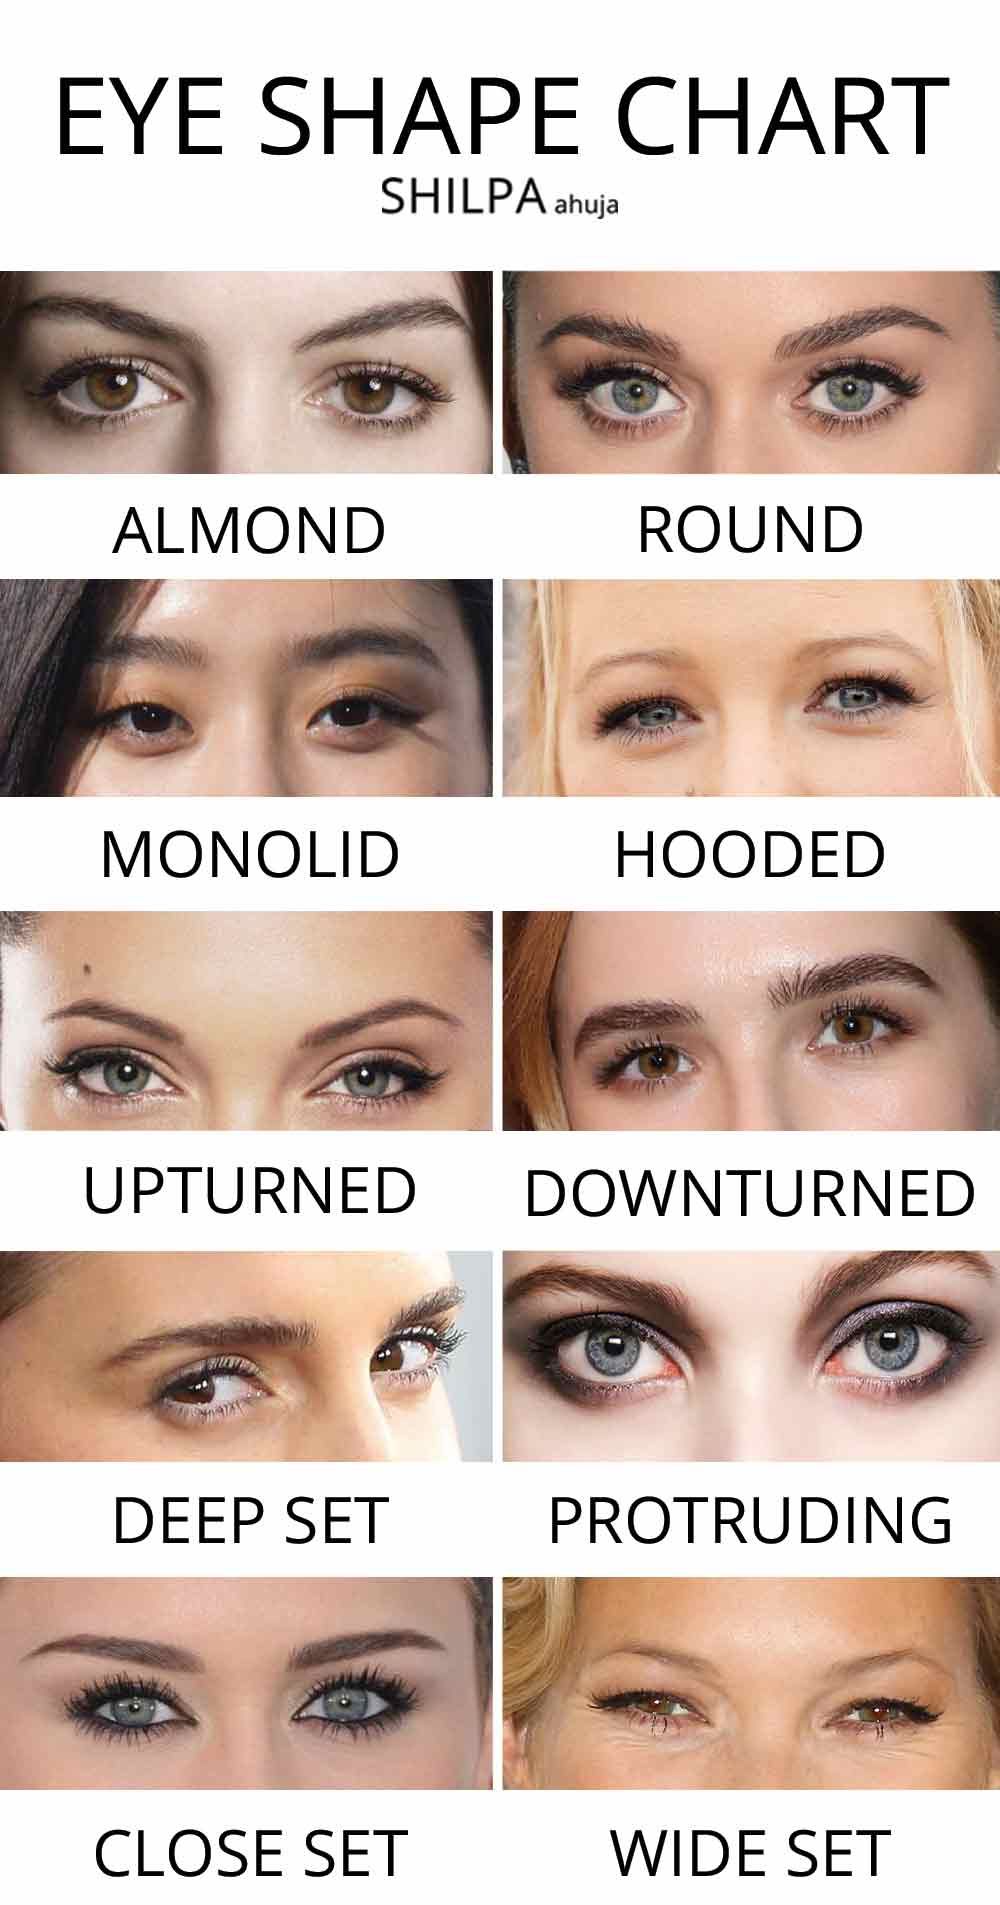 EYE SHAPE CHART
SHILPA ahuja
ALMOND
ROUND
MONOLID
HOODED
UPTURNED
DOWNTURNED
DEEP SET
PROTRUDING
CLOSE SET
WIDE SET